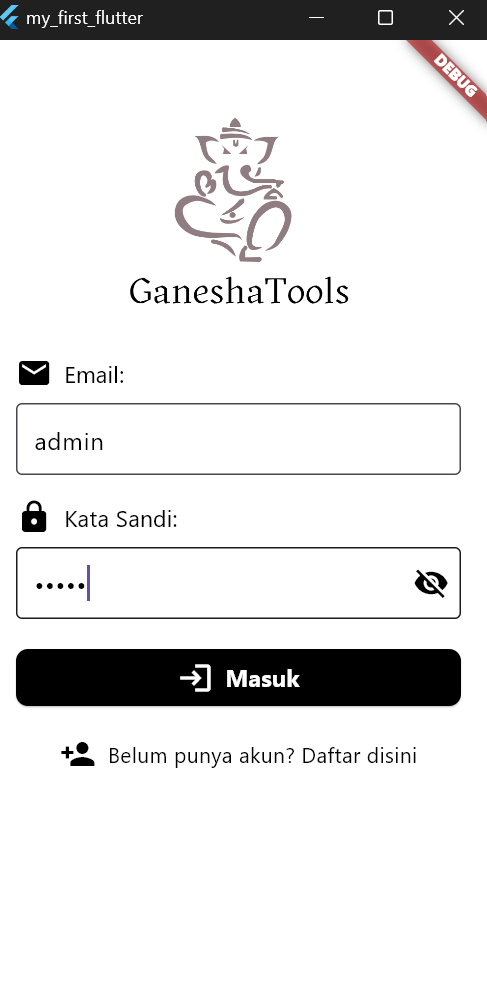 my_first_flutter
DEBUG
GaneshaTools
Email:
admin
Kata Sandi:
•••••
Masuk
Belum punya akun? Daftar disini